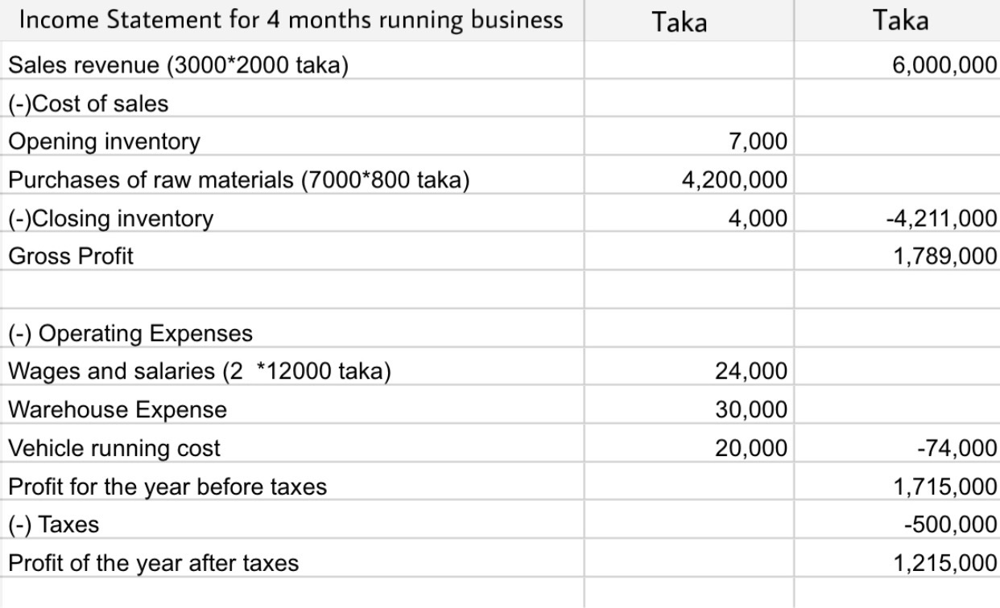 Income Statement for 4 months running business Taka Taka
Sales revenue (3000*2000 taka) 6,000,000
(-)Cost of sales
Opening inventory 7,000
Purchases of raw materials (7000*800 taka) 4,200,000
(-)Closing inventory 4,000 -4,211,000
Gross Profit 1,789,000
(-) Operating Expenses
Wages and salaries (2 *12000 taka) 24,000
Warehouse Expense 30,000
Vehicle running cost 20,000 -74,000
Profit for the year before taxes 1,715,000
(-) Taxes -500,000
Profit of the year after taxes 1,215,000